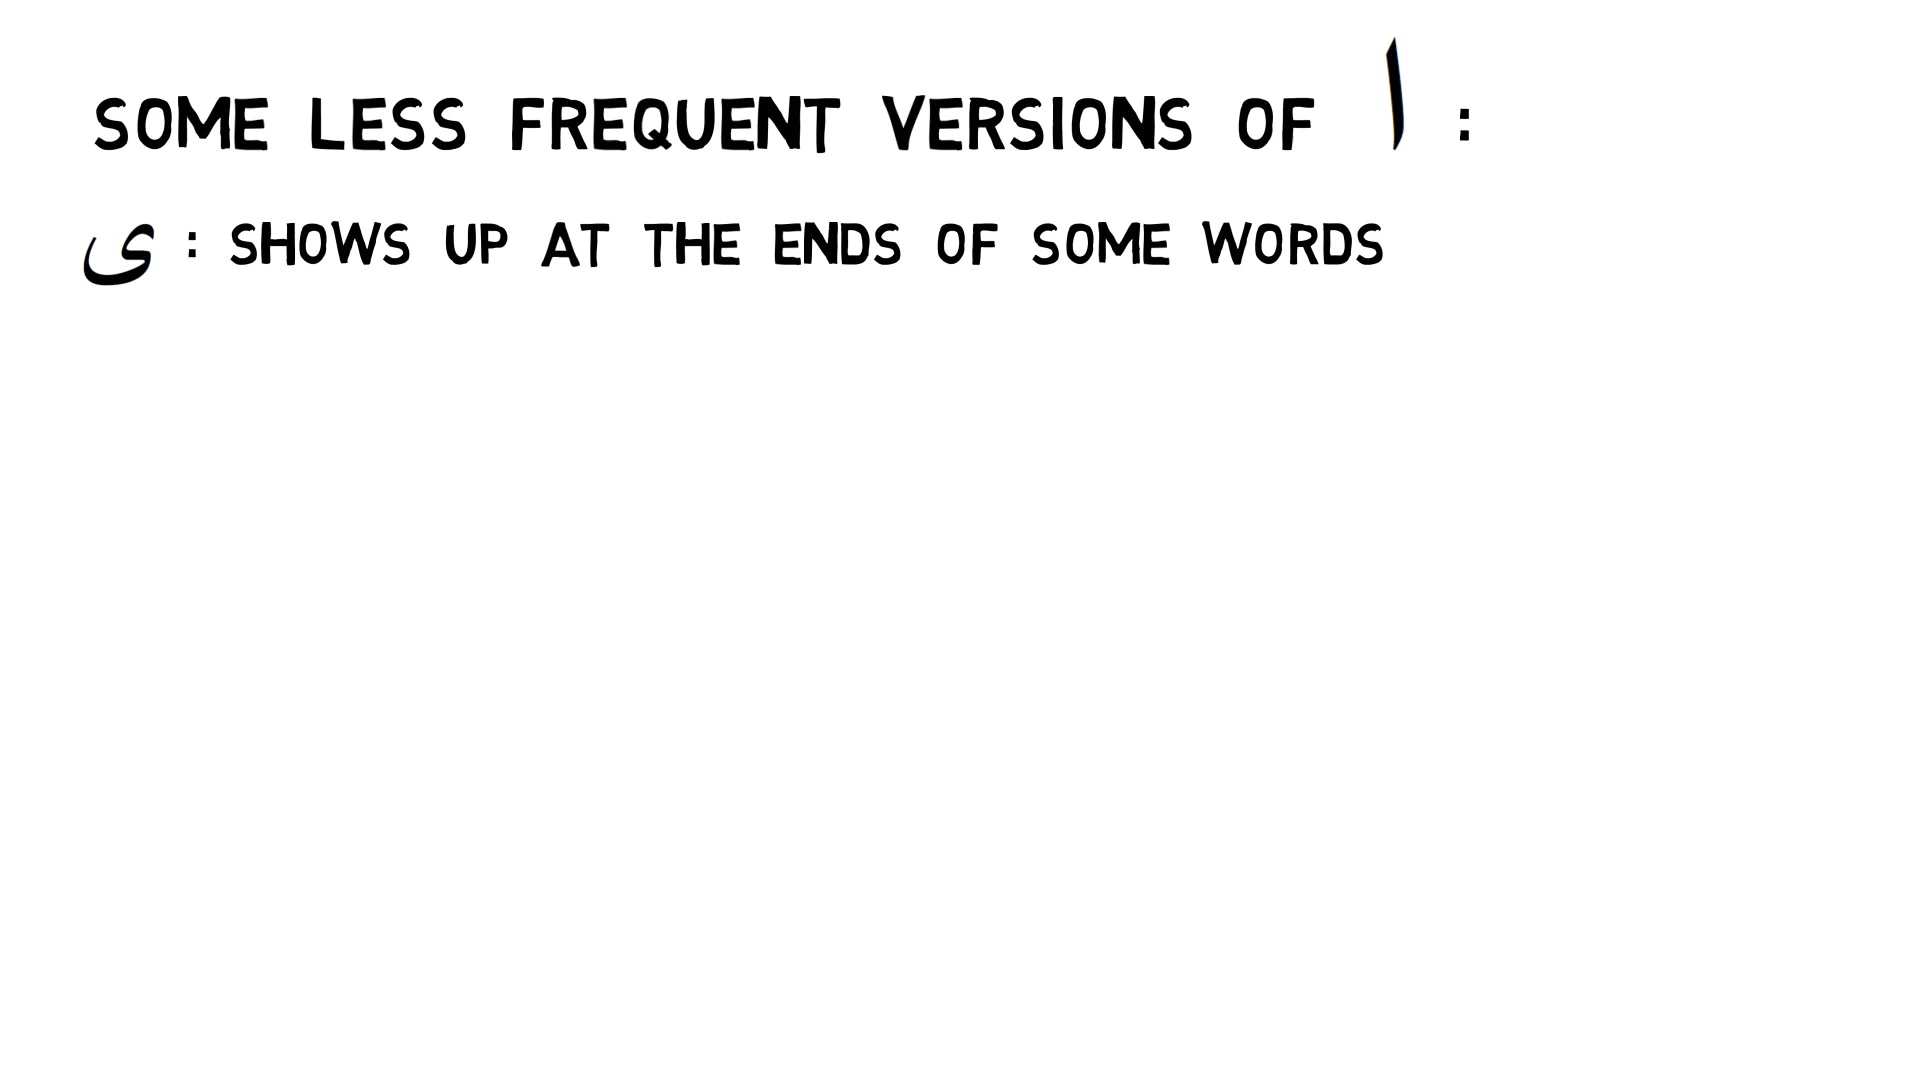 SOME LESS FREQUENT VERSIONS OF ا :
ى : SHOWS UP AT THE ENDS OF SOME WORDS